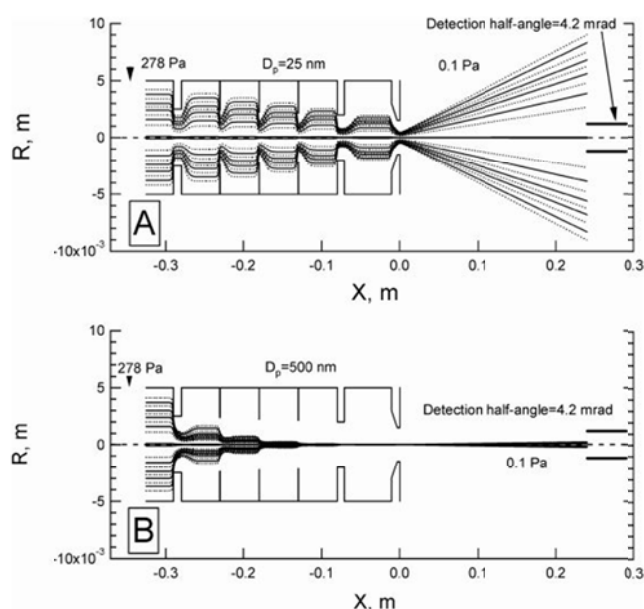 10
278 Pa
Dp=25 nm
0.1 Pa
Detection half-angle=4.2 mrad
5
R, m
0
-5
A
-10x10-3
-0.3 -0.2 -0.1 0.0 0.1 0.2 0.3
X, m
10
278 Pa
Dp=500 nm
5
Detection half-angle=4.2 mrad
R, m
0
0.1 Pa
-5
B
-10x10-3
-0.3 -0.2 -0.1 0.0 0.1 0.2 0.3
X, m